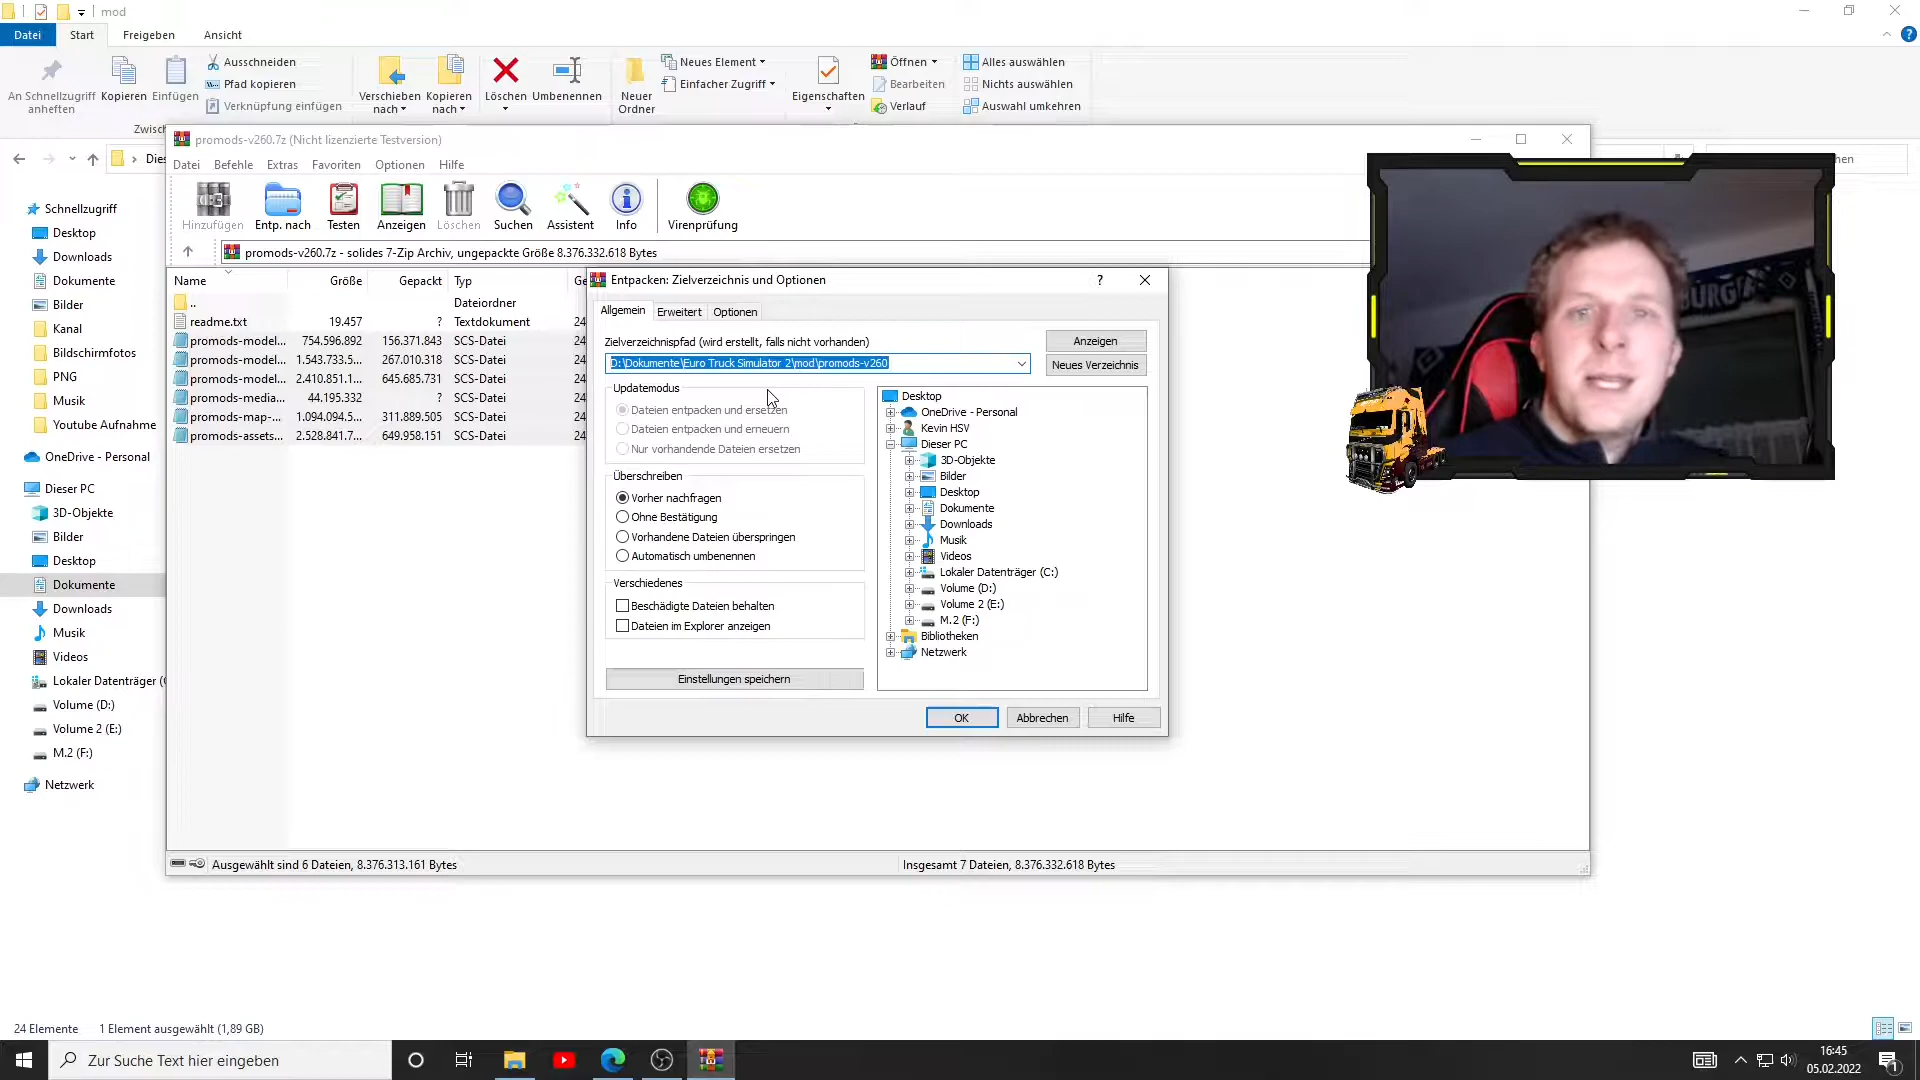 mod
Datei Start Freigeben Ansicht
An Schnellzugriff anheften
Kopieren
Einfügen
Ausschneiden
Pfad kopieren
Verknüpfung einfügen
Verschieben nach
Kopieren nach
Löschen
Umbenennen
Neuer Ordner
Neues Element
Einfacher Zugriff
Eigenschaften
Öffnen
Bearbeiten
Verlauf
Alles auswählen
Nichts auswählen
Auswahl umkehren
Zwisch
Dies
Schnellzugriff
Desktop
Downloads
Dokumente
Bilder
Kanal
Bildschirmfotos
PNG
Musik
Youtube Aufnahme
OneDrive - Personal
Dieser PC
3D-Objekte
Bilder
Desktop
Dokumente
Downloads
Musik
Videos
Lokaler Datenträger (
Volume (D:)
Volume 2 (E:)
M.2 (F:)
Netzwerk
promods-v260.7z (Nicht lizenzierte Testversion)
Datei Befehle Extras Favoriten Optionen Hilfe
Hinzufügen Entp. nach Testen Anzeigen Löschen Suchen Assistent Info Virenprüfung
promods-v260.7z - solides 7-Zip Archiv, ungepackte Größe 8.376.332.618 Bytes
Name Größe Gepackt Typ Ge
.. Dateiordner
readme.txt 19.457 ? Textdokument 24
promods-model... 754.596.892 156.371.843 SCS-Datei 24
promods-model... 1.543.733.5... 267.010.318 SCS-Datei 24
promods-model... 2.410.851.1... 645.685.731 SCS-Datei 24
promods-media... 44.195.332 ? SCS-Datei 24
promods-map-... 1.094.094.5... 311.889.505 SCS-Datei 24
promods-assets... 2.528.841.7... 649.958.151 SCS-Datei 24
Entpacken: Zielverzeichnis und Optionen
Allgemein Erweitert Optionen
Zielverzeichnispfad (wird erstellt, falls nicht vorhanden)
Anzeigen
D:\Dokumente\Euro Truck Simulator 2\mod\promods-v260
Neues Verzeichnis
Updatemodus
Dateien entpacken und ersetzen
Dateien entpacken und erneuern
Nur vorhandende Dateien ersetzen
Überschreiben
Vorher nachfragen
Ohne Bestätigung
Vorhandene Dateien überspringen
Automatisch umbenennen
Verschiedenes
Beschädigte Dateien behalten
Dateien im Explorer anzeigen
Einstellungen speichern
Desktop
OneDrive - Personal
Kevin HSV
Dieser PC
3D-Objekte
Bilder
Desktop
Dokumente
Downloads
Musik
Videos
Lokaler Datenträger (C:)
Volume (D:)
Volume 2 (E:)
M.2 (F:)
Bibliotheken
Netzwerk
OK Abbrechen Hilfe
Ausgewählt sind 6 Dateien, 8.376.313.161 Bytes
Insgesamt 7 Dateien, 8.376.332.618 Bytes
24 Elemente 1 Element ausgewählt (1,89 GB)
Zur Suche Text hier eingeben
16:45
05.02.2022
1